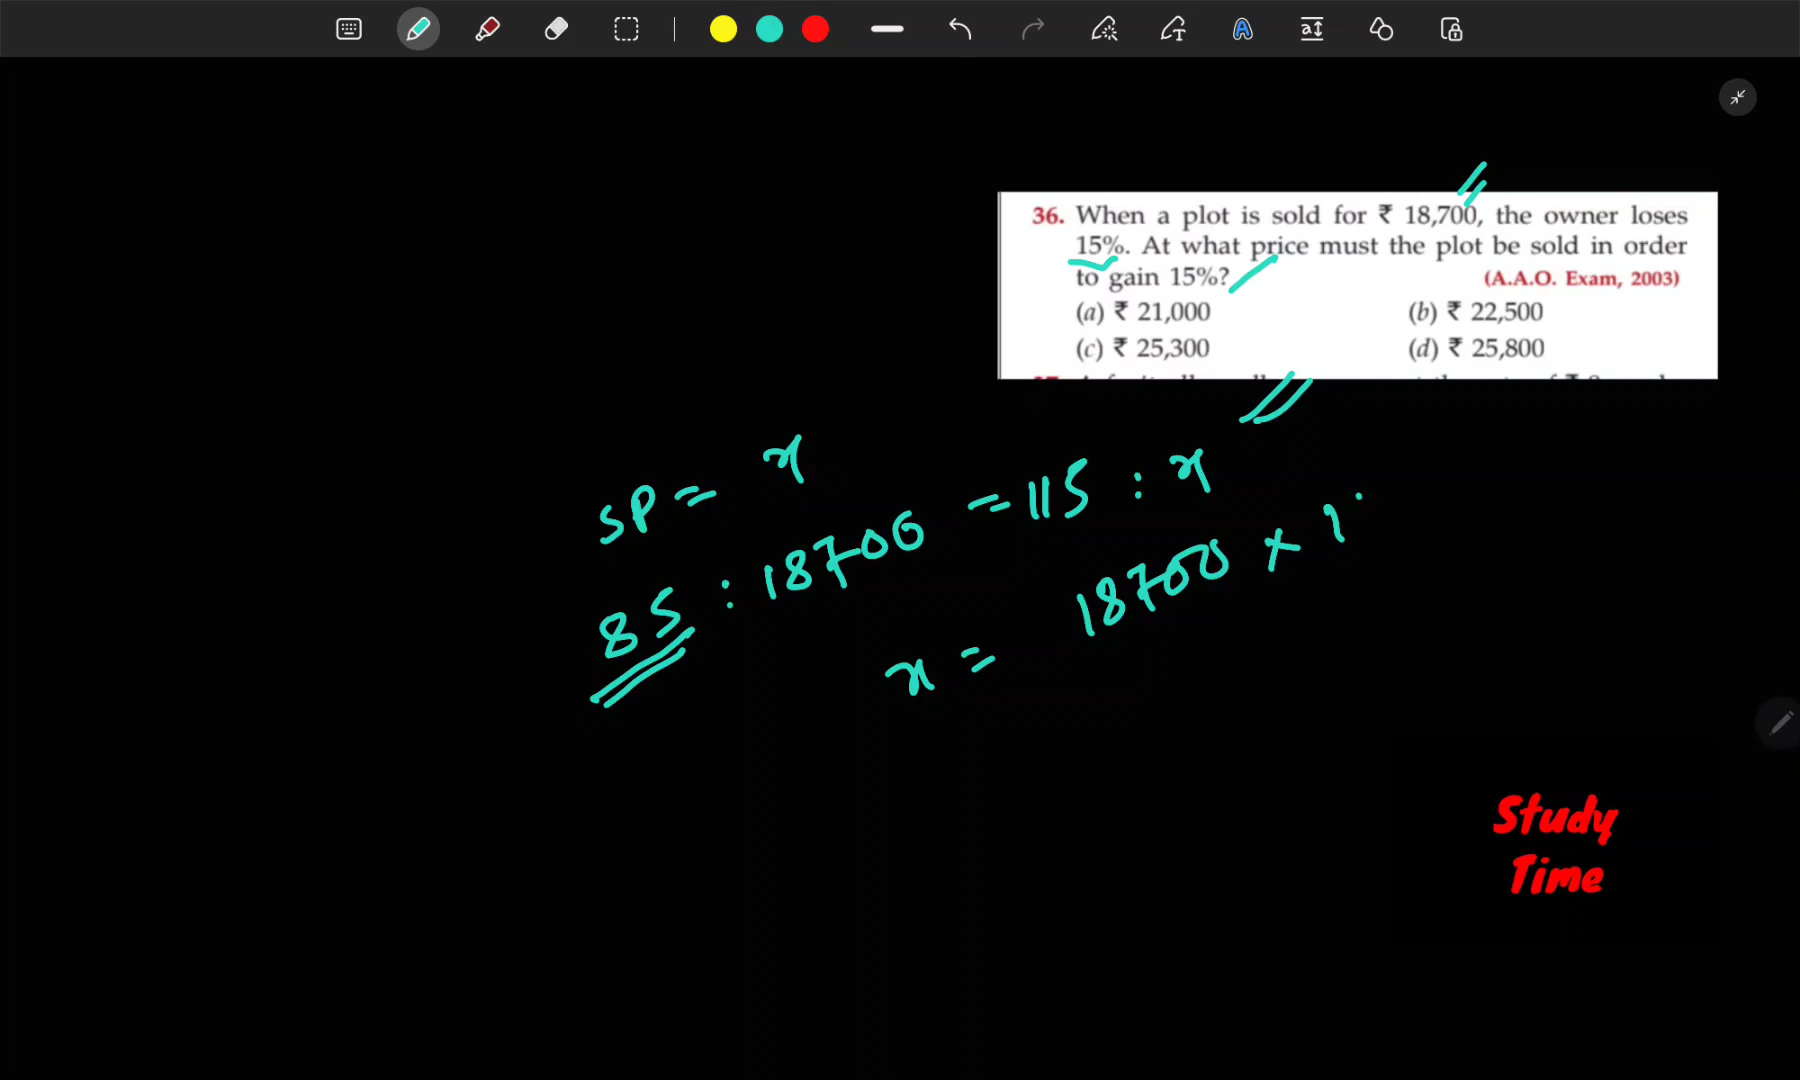 36. When a plot is sold for ₹ 18,700, the owner loses
15%. At what price must the plot be sold in order
to gain 15%? (A.A.O. Exam, 2003)
(a) ₹ 21,000 (b) ₹ 22,500
(c) ₹ 25,300 (d) ₹ 25,800
SP = x
85 : 18700 = 115 : x
x = 18700 × 1
Study
Time